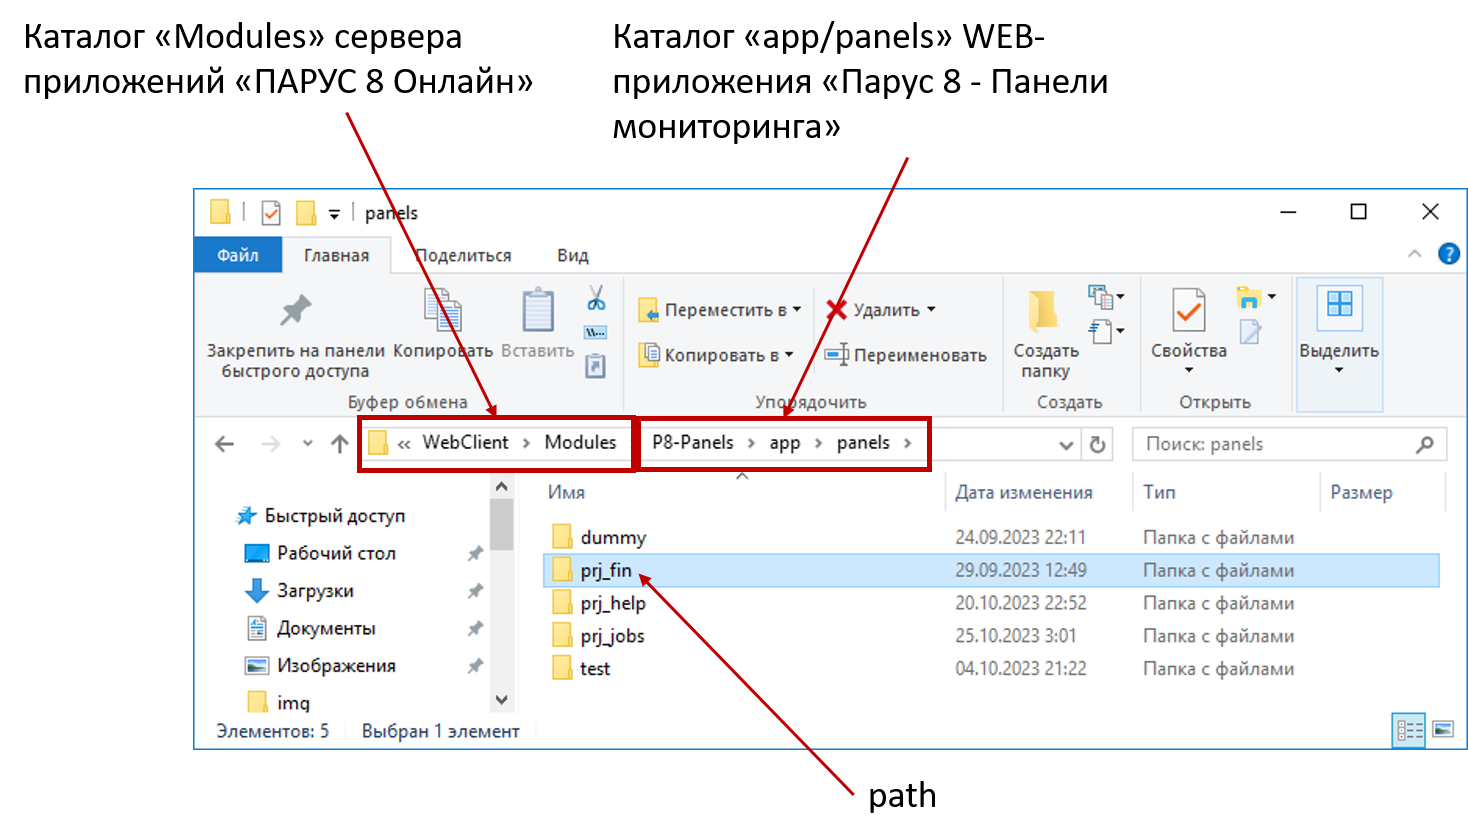 Каталог «Modules» сервера
приложений «ПАРУС 8 Онлайн»
Каталог «app/panels» WEB-
приложения «Парус 8 - Панели
мониторинга»
panels
Файл Главная Поделиться Вид
Закрепить на панели
быстрого доступа
Копировать
Вставить
Переместить в
Копировать в
Удалить
Переименовать
Создать
папку
Свойства
Выделить
Буфер обмена Упорядочить Создать Открыть
« WebClient > Modules P8-Panels > app > panels >
Поиск: panels
Имя Дата изменения Тип Размер
Быстрый доступ
Рабочий стол
Загрузки
Документы
Изображения
img
dummy 24.09.2023 22:11 Папка с файлами
prj_fin 29.09.2023 12:49 Папка с файлами
prj_help 20.10.2023 22:52 Папка с файлами
prj_jobs 25.10.2023 3:01 Папка с файлами
test 04.10.2023 21:22 Папка с файлами
Элементов: 5 Выбран 1 элемент
path